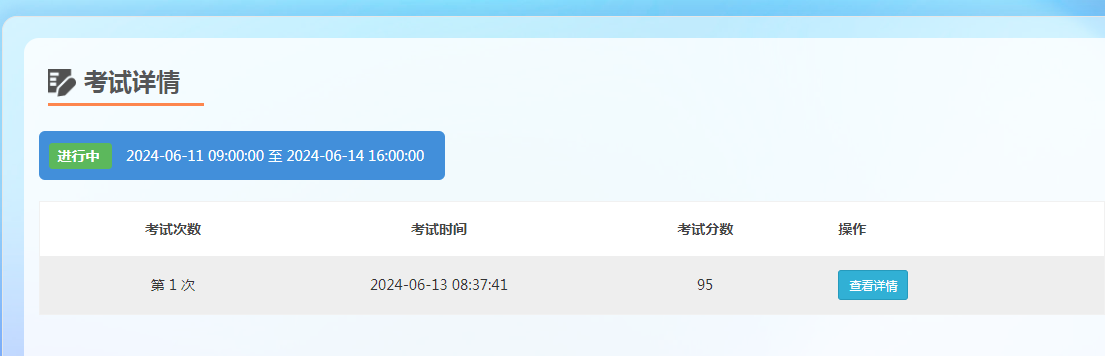 考试详情
进行中 2024-06-11 09:00:00 至 2024-06-14 16:00:00
考试次数 考试时间 考试分数 操作
第 1 次 2024-06-13 08:37:41 95 查看详情